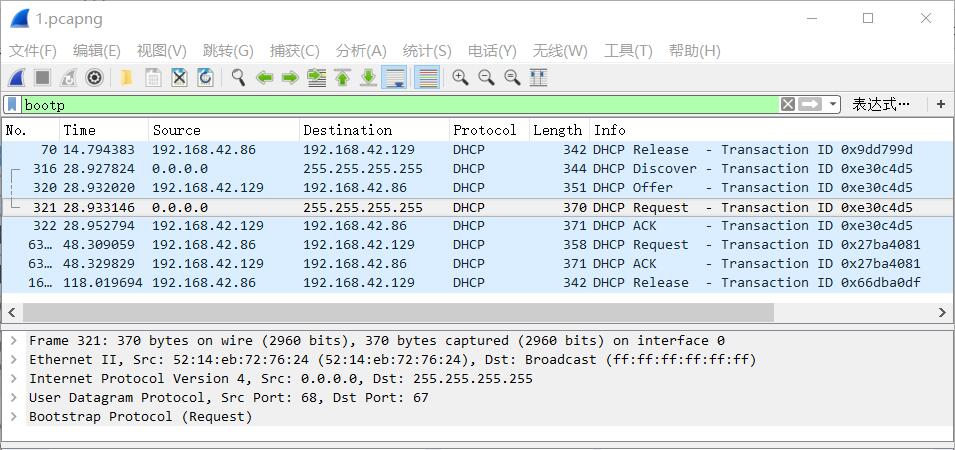 1.pcapng
文件(F) 编辑(E) 视图(V) 跳转(G) 捕获(C) 分析(A) 统计(S) 电话(Y) 无线(W) 工具(T) 帮助(H)
bootp 表达式… +
No. Time Source Destination Protocol Length Info
70 14.794383 192.168.42.86 192.168.42.129 DHCP 342 DHCP Release - Transaction ID 0x9dd799d
316 28.927824 0.0.0.0 255.255.255.255 DHCP 344 DHCP Discover - Transaction ID 0xe30c4d5
320 28.932020 192.168.42.129 192.168.42.86 DHCP 351 DHCP Offer - Transaction ID 0xe30c4d5
321 28.933146 0.0.0.0 255.255.255.255 DHCP 370 DHCP Request - Transaction ID 0xe30c4d5
322 28.952794 192.168.42.129 192.168.42.86 DHCP 371 DHCP ACK - Transaction ID 0xe30c4d5
63… 48.309059 192.168.42.86 192.168.42.129 DHCP 358 DHCP Request - Transaction ID 0x27ba4081
63… 48.329829 192.168.42.129 192.168.42.86 DHCP 371 DHCP ACK - Transaction ID 0x27ba4081
16… 118.019694 192.168.42.86 192.168.42.129 DHCP 342 DHCP Release - Transaction ID 0x66dba0df
Frame 321: 370 bytes on wire (2960 bits), 370 bytes captured (2960 bits) on interface 0
Ethernet II, Src: 52:14:eb:72:76:24 (52:14:eb:72:76:24), Dst: Broadcast (ff:ff:ff:ff:ff:ff)
Internet Protocol Version 4, Src: 0.0.0.0, Dst: 255.255.255.255
User Datagram Protocol, Src Port: 68, Dst Port: 67
Bootstrap Protocol (Request)